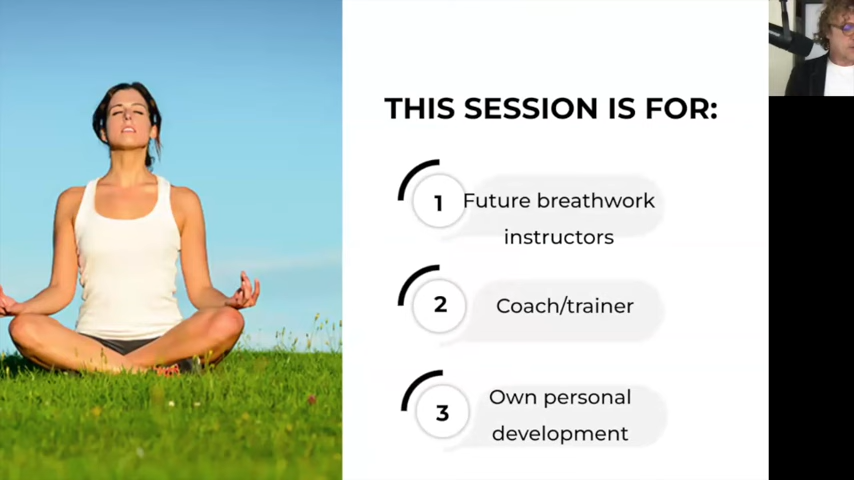 THIS SESSION IS FOR:
1
Future breathwork
instructors
2
Coach/trainer
3
Own personal
development